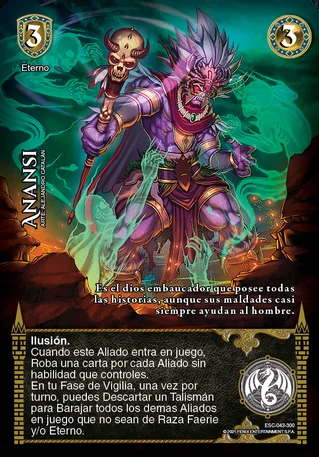 3
3
Eterno
ANANSI
ARTE: ALEJANDRO CATALÁN
Es el dios embaucador que posee todas
las historias, aunque sus maldades casi
siempre ayudan al hombre.
Ilusión.
Cuando este Aliado entra en juego,
Roba una carta por cada Aliado sin
habilidad que controles.
En tu Fase de Vigilia, una vez por
turno, puedes Descartar un Talismán
para Barajar todos los demas Aliados
en juego que no sean de Raza Faerie
y/o Eterno.
ESC-043-300
© 2021 FENIX ENTERTAINMENT S.P.A.